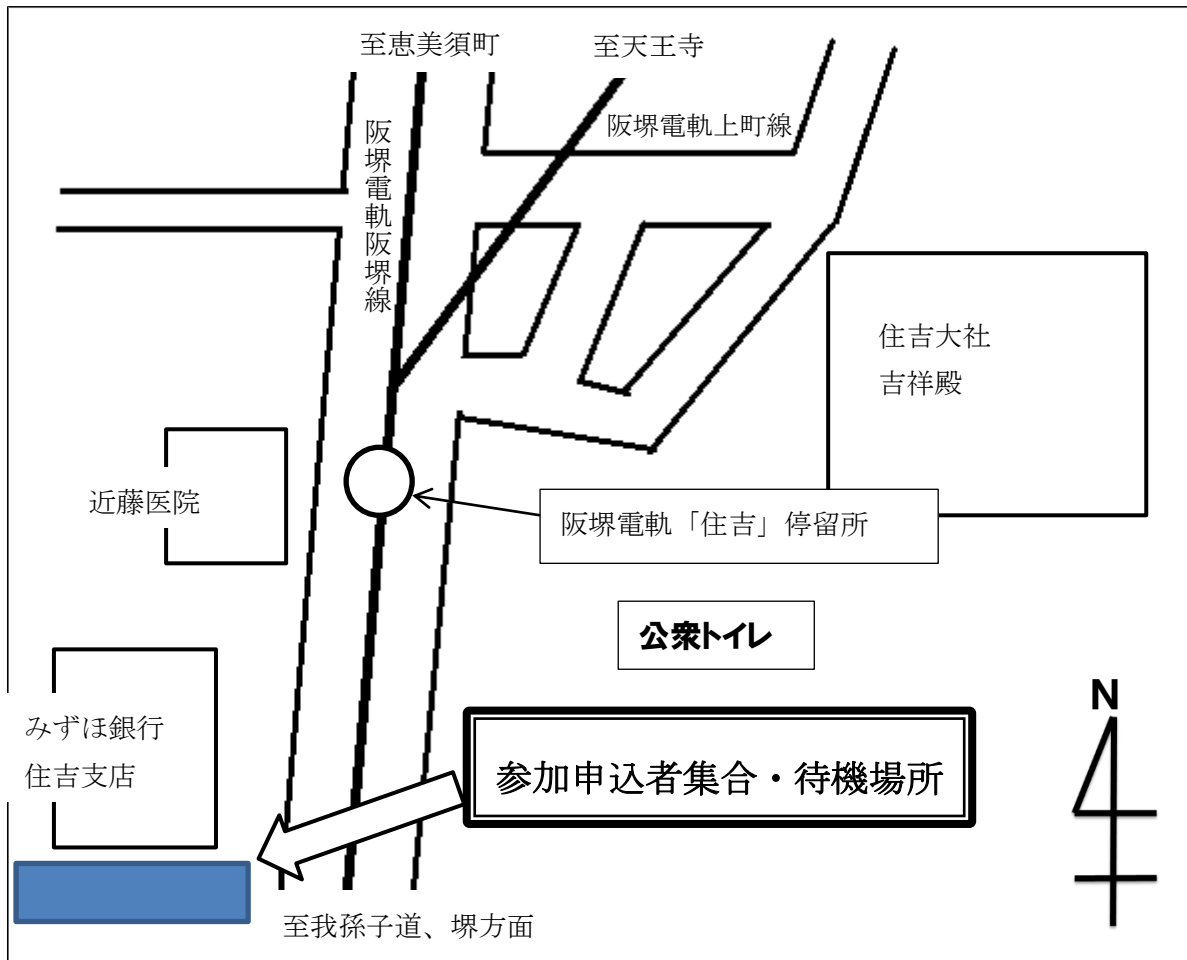 至恵美須町
至天王寺
阪堺電軌上町線
阪堺電軌阪堺線
住吉大社
吉祥殿
近藤医院
阪堺電軌「住吉」停留所
公衆トイレ
みずほ銀行
住吉支店
N
参加申込者集合・待機場所
至我孫子道、堺方面